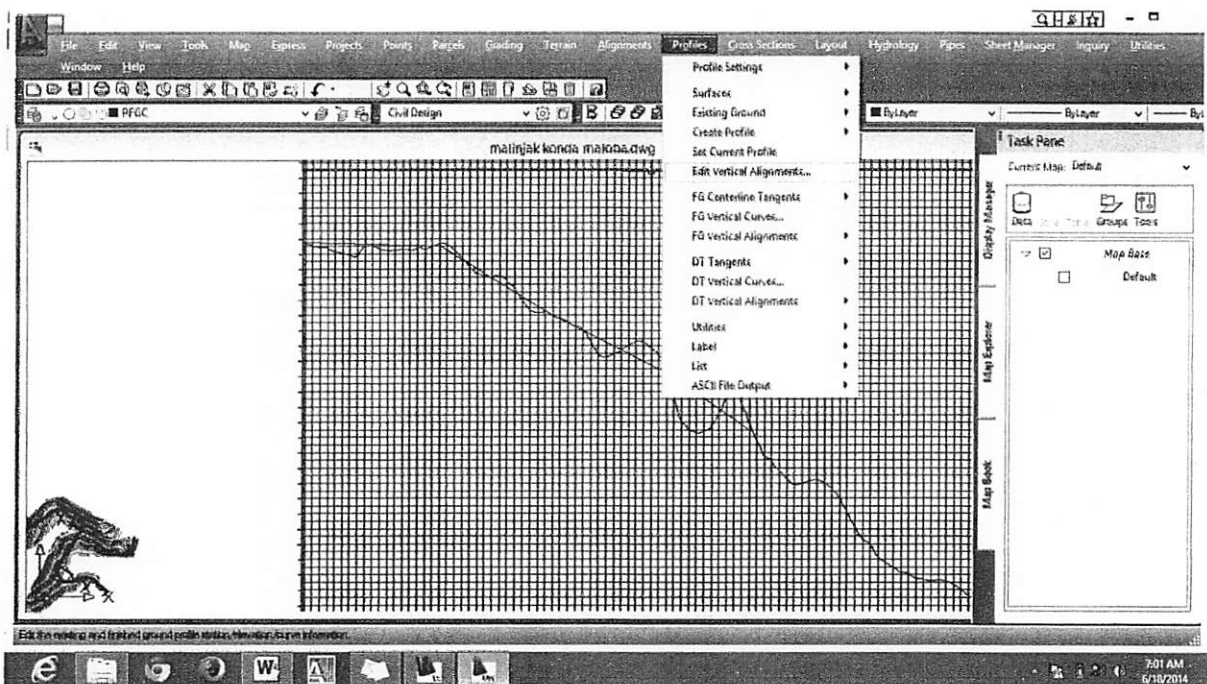 File Edit View Tools Map Express Projects Points Parcels Grading Terrain Alignments Profiles Cross Sections Layout Hydrology Pipes Sheet Manager Inquiry Utilities
Window Help
PFGC
Civil Design
ByLayer
ByLayer
ByL
matinjak konda malona.dwg
Profile Settings
Surfaces
Existing Ground
Create Profile
Set Current Profile
Edit Vertical Alignments...
FG Centerline Tangents
FG Vertical Curves...
FG Vertical Alignments
DT Tangents
DT Vertical Curves...
DT Vertical Alignments
Utilities
Label
List
ASCII File Output
Task Pane
Current Map: Default
Data Groups Tools
Map Base
Default
Display Manager
Map Explorer
Map Book
X
Edit the existing and finished ground profile station/elevation/curve information.
W
7:01 AM
6/18/2014